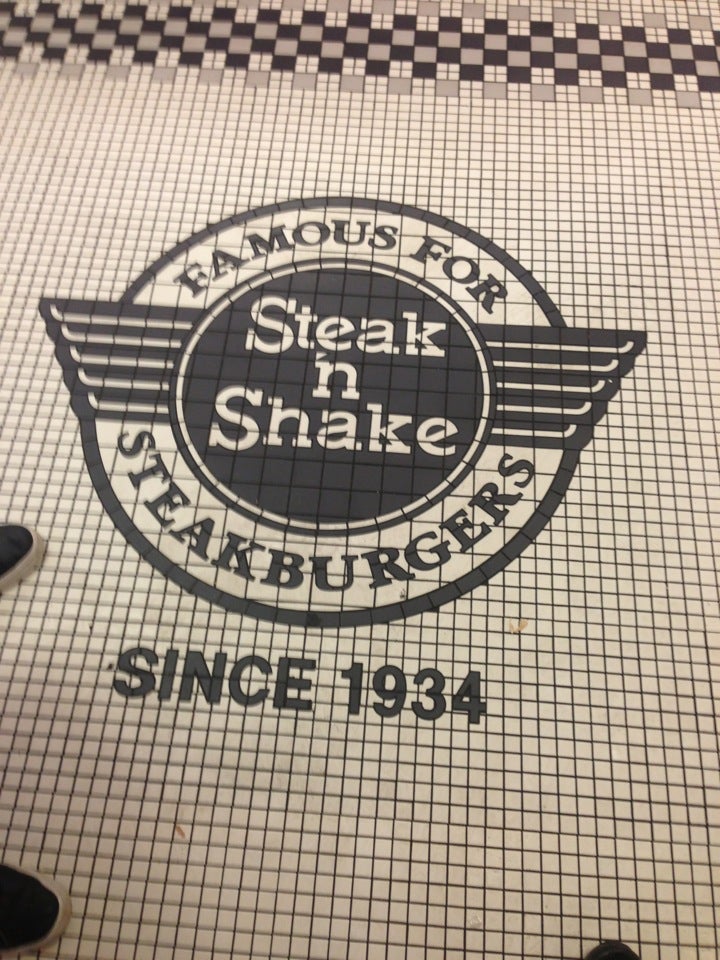 FAMOUS FOR
Steak
'n
Shake
STEAKBURGERS
SINCE 1934